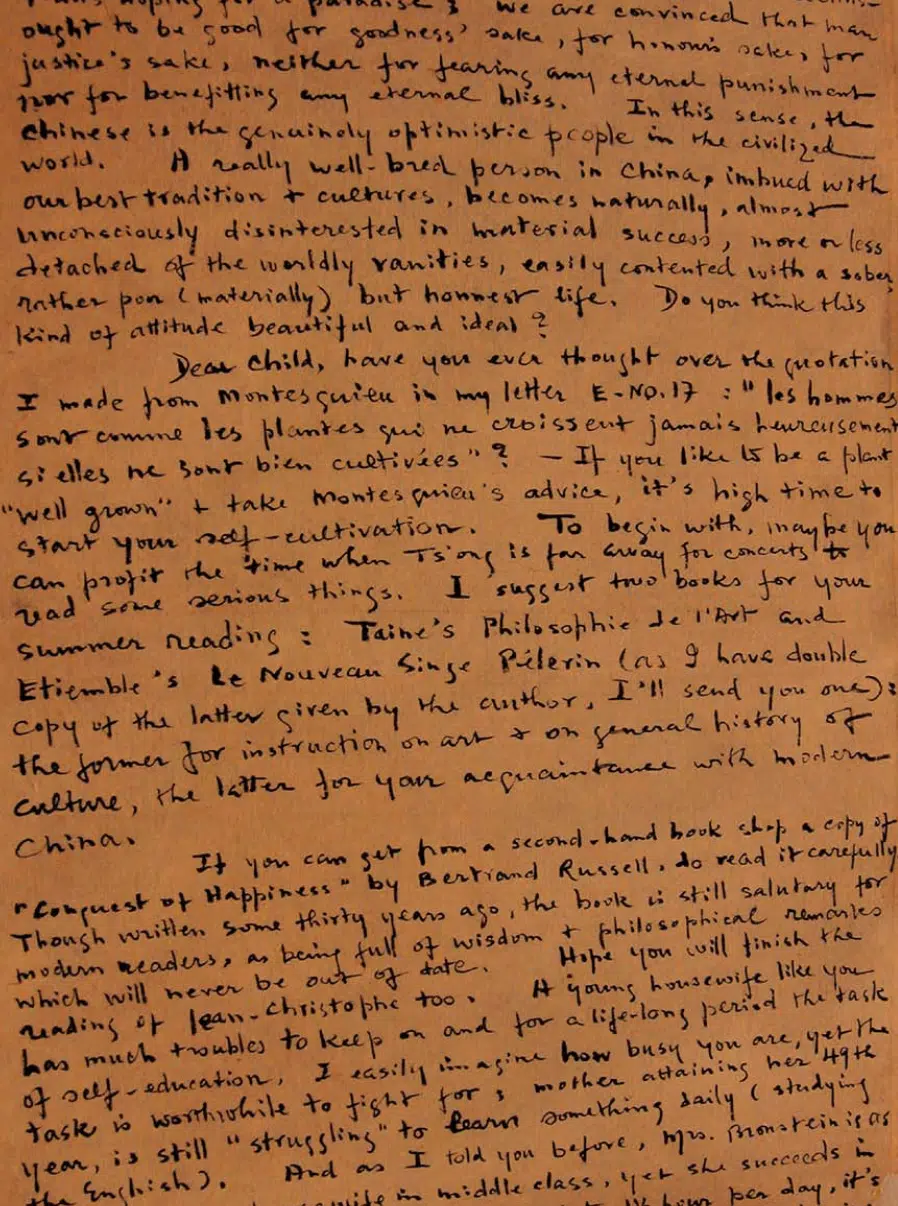 hoping for a paradise; we are convinced that man
ought to be good for goodness' sake, for honour's sake, for
justice's sake, neither for fearing any eternal punishment
nor for benefitting any eternal bliss. In this sense, the
Chinese is the genuinely optimistic people in the civilized
world. A really well-bred person in China, imbued with
our best tradition + cultures, becomes naturally, almost
unconsciously disinterested in material success, more or less
detached of the worldly vanities, easily contented with a sober,
rather poor (materially) but honnest life. Do you think this
kind of attitude beautiful and ideal?
Dear Child, have you ever thought over the quotation
I made from Montesquieu in my letter E-NO.17 : "les hommes
sont comme les plantes qui ne croissent jamais heureusement
si elles ne sont bien cultivées"? - If you like to be a plant
"well grown" + take Montesquieu's advice, it's high time to
start your self-cultivation. To begin with, maybe you
can profit the time when Ts'ong is far away for concerts to
read some serious things. I suggest two books for your
summer reading : Taine's Philosophie de l'Art and
Etiemble's Le Nouveau Singe Pélerin (as I have double
copy of the latter given by the author, I'll send you one):
the former for instruction on art + on general history of
culture, the latter for your acquaintance with modern
China.
If you can get from a second-hand book shop a copy of
"Conquest of Happiness" by Bertrand Russell, do read it carefully
Though written some thirty years ago, the book is still salutary for
modern readers, as being full of wisdom + philosophical remarks
which will never be out of date. Hope you will finish the
reading of Jean-Christophe too. A young housewife like you
has much troubles to keep on and for a life-long period the task
of self-education, I easily imagine how busy you are, yet the
task is worthwhile to fight for; mother attaining her 49th
year, is still "struggling" to learn something daily (studying
the English). And as I told you before, Mrs. Bronstein is as
in middle class, yet she succeeds in
hour per day, it's